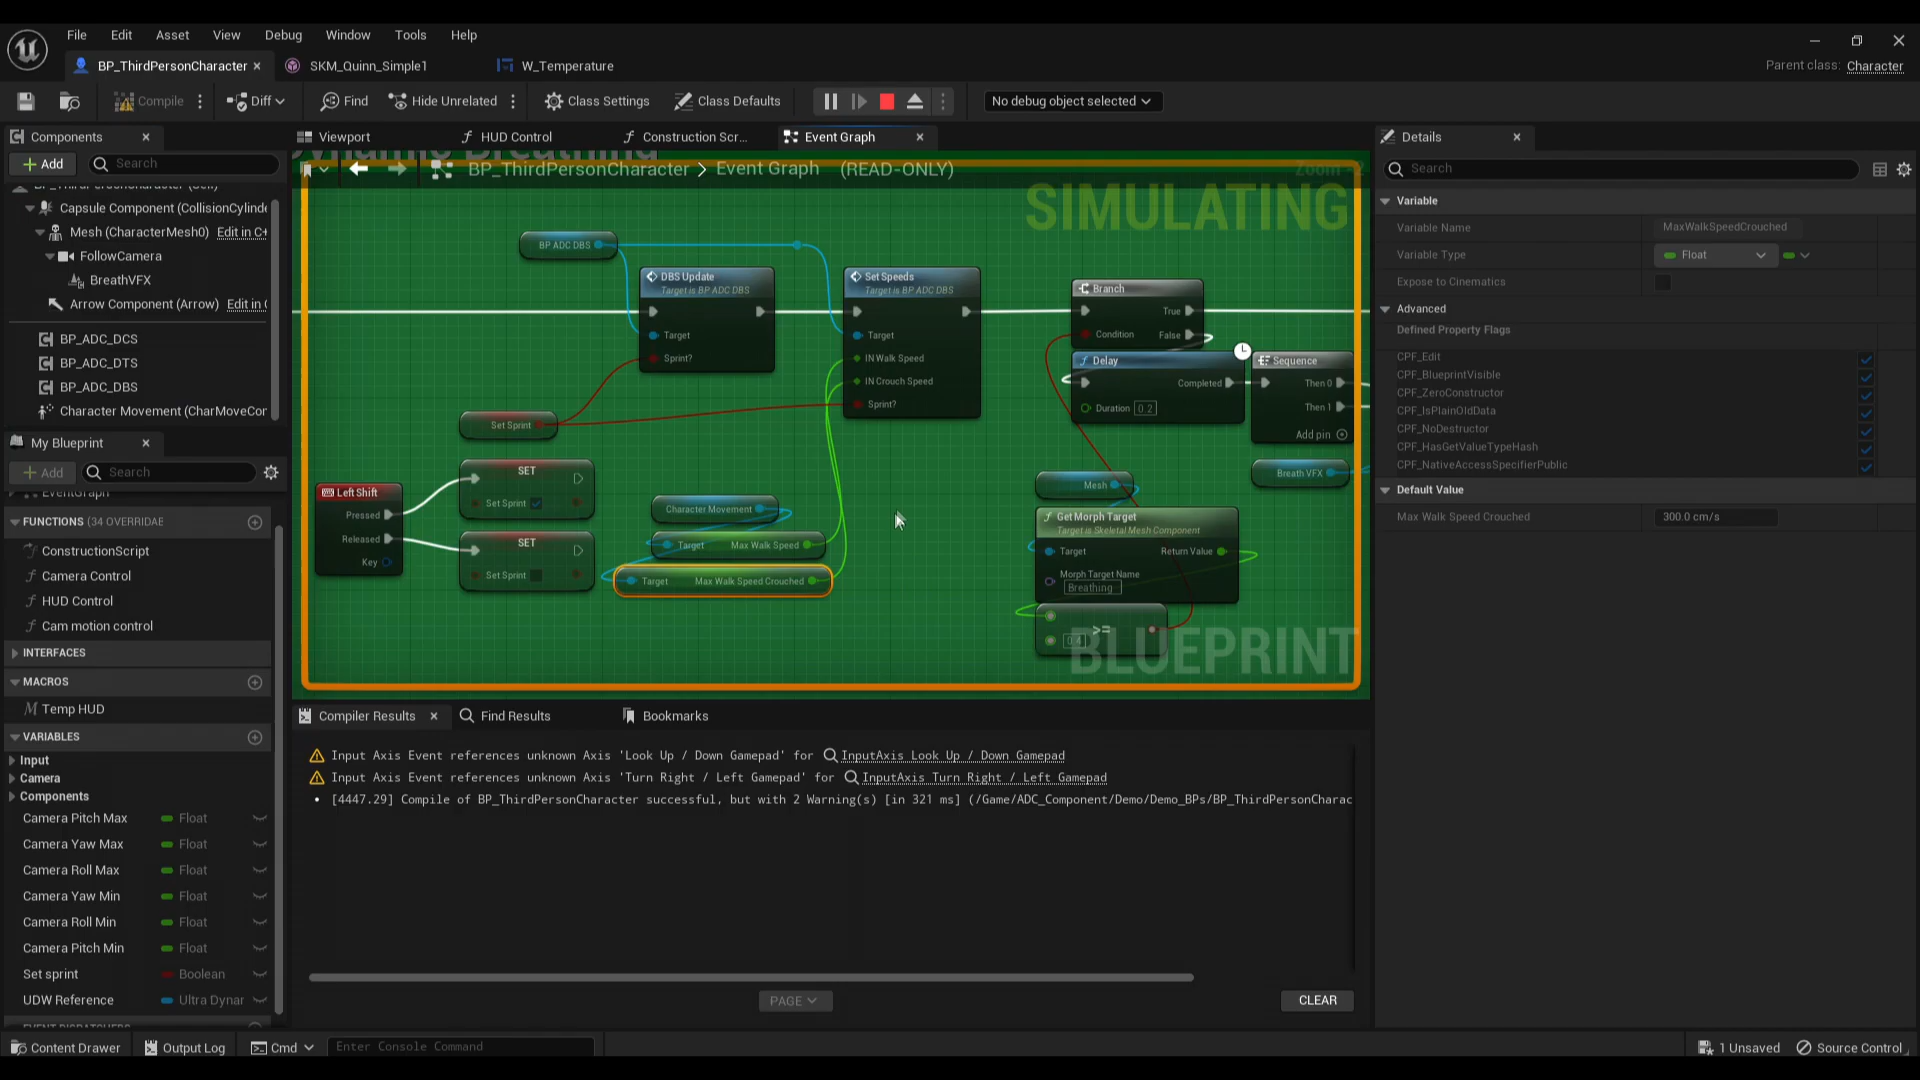 File Edit Asset View Debug Window Tools Help
BP_ThirdPersonCharacter SKM_Quinn_Simple1 W_Temperature
Parent class: Character
Compile Diff Find Hide Unrelated Class Settings Class Defaults No debug object selected
Components
Add Search
Capsule Component (CollisionCylinde
Mesh (CharacterMesh0) Edit in C+
FollowCamera
BreathVFX
Arrow Component (Arrow) Edit in (
BP_ADC_DCS
BP_ADC_DTS
BP_ADC_DBS
Character Movement (CharMoveCor
My Blueprint
Add Search
EventGraph
FUNCTIONS (34 OVERRIDAE
ConstructionScript
Camera Control
HUD Control
Cam motion control
INTERFACES
MACROS
Temp HUD
VARIABLES
Input
Camera
Components
Camera Pitch Max Float
Camera Yaw Max Float
Camera Roll Max Float
Camera Yaw Min Float
Camera Roll Min Float
Camera Pitch Min Float
Set sprint Boolean
UDW Reference Ultra Dynar
Viewport HUD Control Construction Scr... Event Graph
Dynamic Breathing
BP_ThirdPersonCharacter > Event Graph (READ-ONLY)
SIMULATING
BP ADC DBS
DBS Update
Target is BP ADC DBS
Target
Sprint?
Set Speeds
Target is BP ADC DBS
Target
IN Walk Speed
IN Crouch Speed
Sprint?
Branch
True
Condition False
Delay
Completed
Duration 0.2
Sequence
Then 0
Then 1
Add pin
Set Sprint
Left Shift
Pressed
Released
Key
SET
Set Sprint
SET
Set Sprint
Character Movement
Target Max Walk Speed
Target Max Walk Speed Crouched
Mesh
Breath VFX
Get Morph Target
Target is Skeletal Mesh Component
Target Return Value
Morph Target Name
Breathing
>=
0.4
BLUEPRINT
Compiler Results Find Results Bookmarks
Input Axis Event references unknown Axis 'Look Up / Down Gamepad' for InputAxis Look Up / Down Gamepad
Input Axis Event references unknown Axis 'Turn Right / Left Gamepad' for InputAxis Turn Right / Left Gamepad
• [4447.29] Compile of BP_ThirdPersonCharacter successful, but with 2 Warning(s) [in 321 ms] (/Game/ADC_Component/Demo/Demo_BPs/BP_ThirdPersonCharac
PAGE
CLEAR
Details
Search
Variable
Variable Name MaxWalkSpeedCrouched
Variable Type Float
Expose to Cinematics
Advanced
Defined Property Flags
CPF_Edit
CPF_BlueprintVisible
CPF_ZeroConstructor
CPF_IsPlainOldData
CPF_NoDestructor
CPF_HasGetValueTypeHash
CPF_NativeAccessSpecifierPublic
Default Value
Max Walk Speed Crouched 300.0 cm/s
Content Drawer Output Log Cmd Enter Console Command 1 Unsaved Source Control